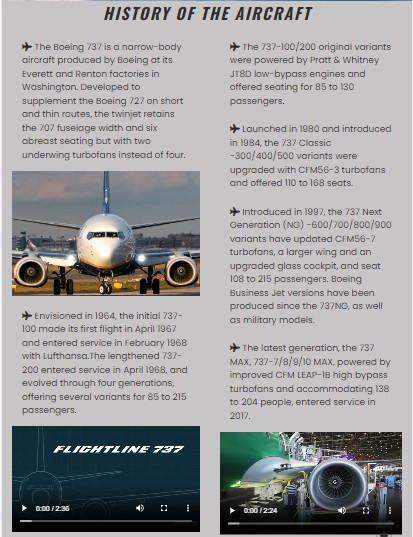 HISTORY OF THE AIRCRAFT
The Boeing 737 is a narrow-body
aircraft produced by Boeing at its
Everett and Renton factories in
Washington. Developed to
supplement the Boeing 727 on short
and thin routes, the twinjet retains
the 707 fuselage width and six
abreast seating but with two
underwing turbofans instead of four.
Envisioned in 1964, the initial 737-
100 made its first flight in April 1967
and entered service in February 1968
with Lufthansa.The lengthened 737-
200 entered service in April 1968, and
evolved through four generations,
offering several variants for 85 to 215
passengers.
FLIGHTLINE 737
0:00 / 2:36
The 737-100/200 original variants
were powered by Pratt & Whitney
JT8D low-bypass engines and
offered seating for 85 to 130
passengers.
Launched in 1980 and introduced
in 1984, the 737 Classic
-300/400/500 variants were
upgraded with CFM56-3 turbofans
and offered 110 to 168 seats.
Introduced in 1997, the 737 Next
Generation (NG) -600/700/800/900
variants have updated CFM56-7
turbofans, a larger wing and an
upgraded glass cockpit, and seat
108 to 215 passengers. Boeing
Business Jet versions have been
produced since the 737NG, as well
as military models.
The latest generation, the 737
MAX, 737-7/8/9/10 MAX, powered by
improved CFM LEAP-1B high bypass
turbofans and accommodating 138
to 204 people, entered service in
2017.
0:00 / 2:24